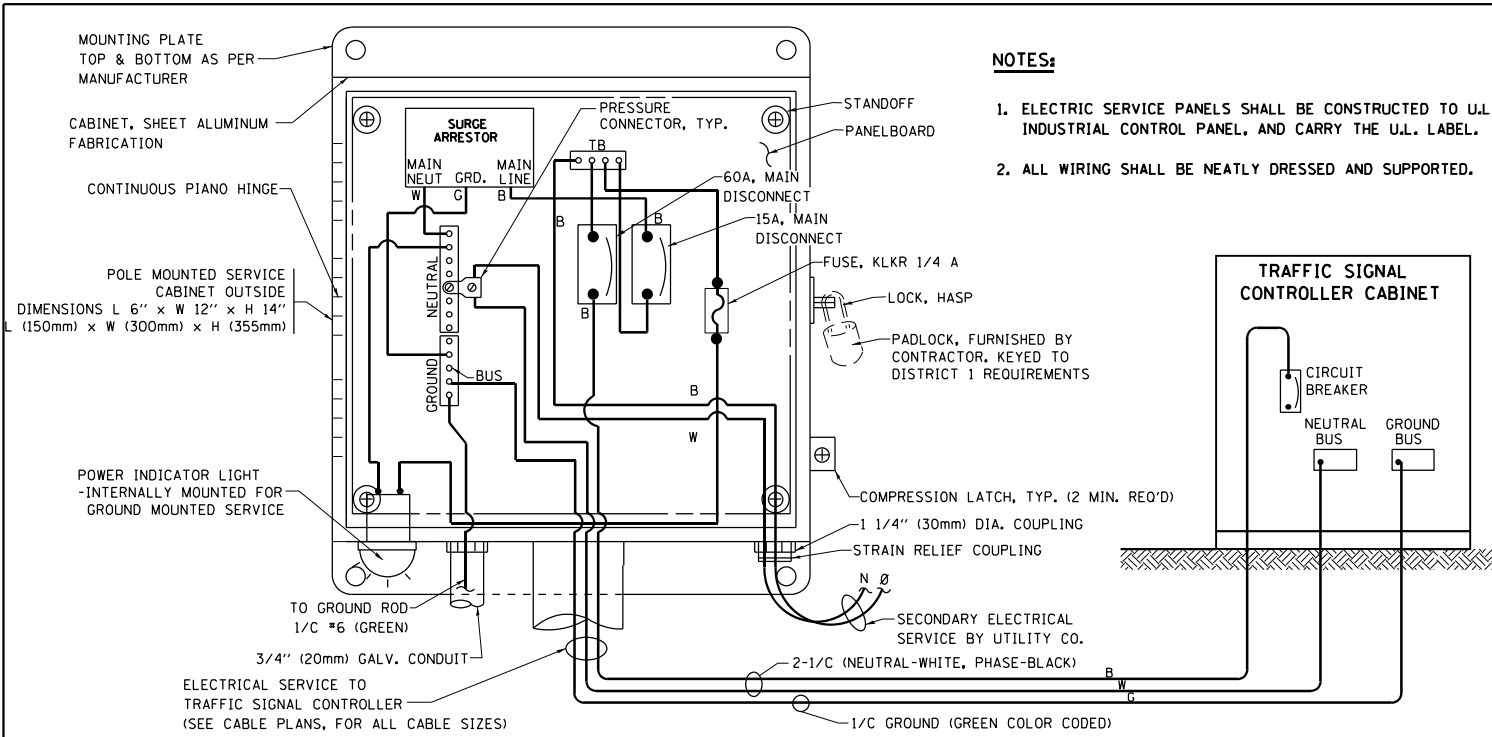 MOUNTING PLATE
TOP & BOTTOM AS PER
MANUFACTURER
CABINET, SHEET ALUMINUM
FABRICATION
CONTINUOUS PIANO HINGE
POLE MOUNTED SERVICE
CABINET OUTSIDE
DIMENSIONS L 6" x W 12" x H 14"
L (150mm) x W (300mm) x H (355mm)
POWER INDICATOR LIGHT
-INTERNALLY MOUNTED FOR
GROUND MOUNTED SERVICE
TO GROUND ROD
1/C #6 (GREEN)
3/4" (20mm) GALV. CONDUIT
ELECTRICAL SERVICE TO
TRAFFIC SIGNAL CONTROLLER
(SEE CABLE PLANS, FOR ALL CABLE SIZES)
SURGE
ARRESTOR
MAIN
NEUT
GRD.
MAIN
LINE
W
G
B
PRESSURE
CONNECTOR, TYP.
TB
NEUTRAL
GROUND
BUS
B
B
B
B
W
STANDOFF
PANELBOARD
60A, MAIN
DISCONNECT
15A, MAIN
DISCONNECT
FUSE, KLKR 1/4 A
LOCK, HASP
PADLOCK, FURNISHED BY
CONTRACTOR. KEYED TO
DISTRICT 1 REQUIREMENTS
COMPRESSION LATCH, TYP. (2 MIN. REQ'D)
1 1/4" (30mm) DIA. COUPLING
STRAIN RELIEF COUPLING
N Ø
SECONDARY ELECTRICAL
SERVICE BY UTILITY CO.
2-1/C (NEUTRAL-WHITE, PHASE-BLACK)
B
W
G
1/C GROUND (GREEN COLOR CODED)
NOTES:
1. ELECTRIC SERVICE PANELS SHALL BE CONSTRUCTED TO U.L
INDUSTRIAL CONTROL PANEL, AND CARRY THE U.L. LABEL.
2. ALL WIRING SHALL BE NEATLY DRESSED AND SUPPORTED.
TRAFFIC SIGNAL
CONTROLLER CABINET
CIRCUIT
BREAKER
NEUTRAL
BUS
GROUND
BUS